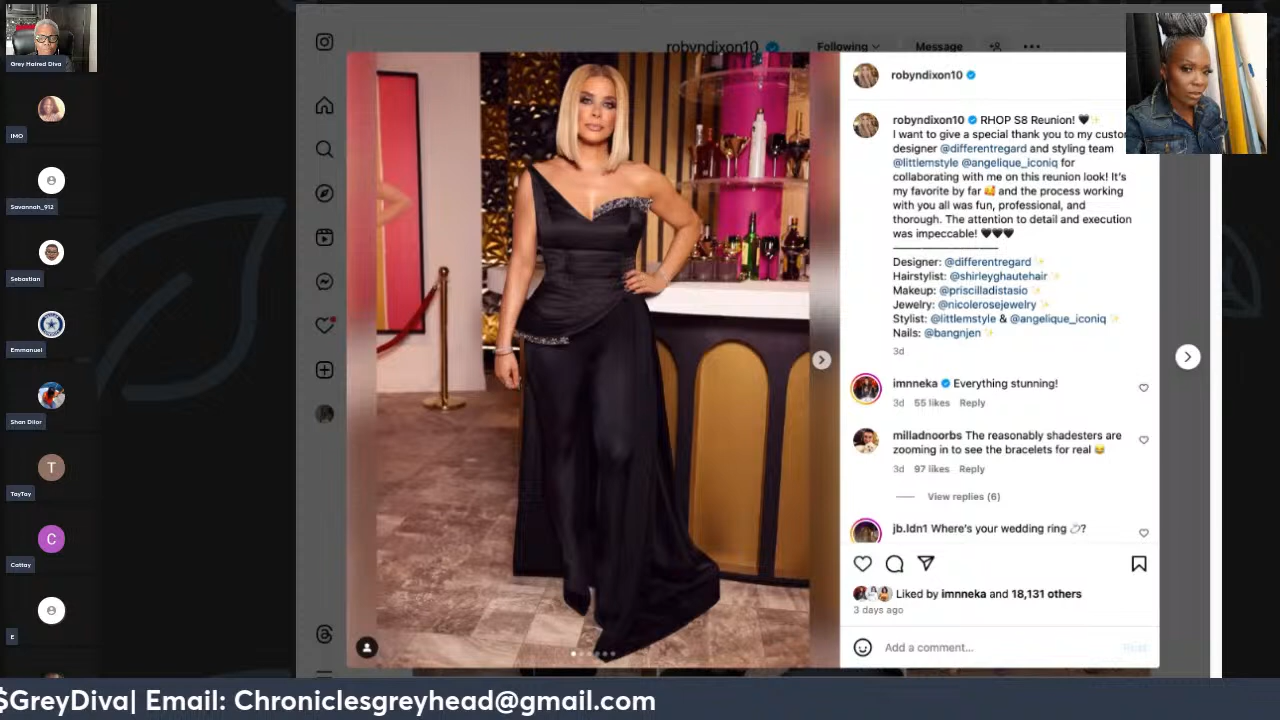 Grey Haired Diva
IMO
Savannah_912
Sebastian
Emmanuel
Shan Dilor
T
TayTay
C
Cattay
E
robyndixon10
Following
Message
robyndixon10
robyndixon10 RHOP S8 Reunion! 🖤✨
I want to give a special thank you to my custo
designer @differentregard and styling team
@littlemstyle @angelique_iconiq for
collaborating with me on this reunion look! It's
my favorite by far 🥰 and the process working
with you all was fun, professional, and
thorough. The attention to detail and execution
was impeccable! 🖤🖤🖤
Designer: @differentregard ✨
Hairstylist: @shirleyghautehair ✨
Makeup: @priscilladistasio ✨
Jewelry: @nicolerosejewelry ✨
Stylist: @littlemstyle & @angelique_iconiq ✨
Nails: @bangnjen ✨
3d
imnneka Everything stunning!
3d 55 likes Reply
milladnoorbs The reasonably shadesters are
zooming in to see the bracelets for real 😂
3d 97 likes Reply
View replies (6)
jb.ldn1 Where's your wedding ring 💍?
Liked by imnneka and 18,131 others
3 days ago
Add a comment...
Post
$GreyDiva| Email: Chroniclesgreyhead@gmail.com